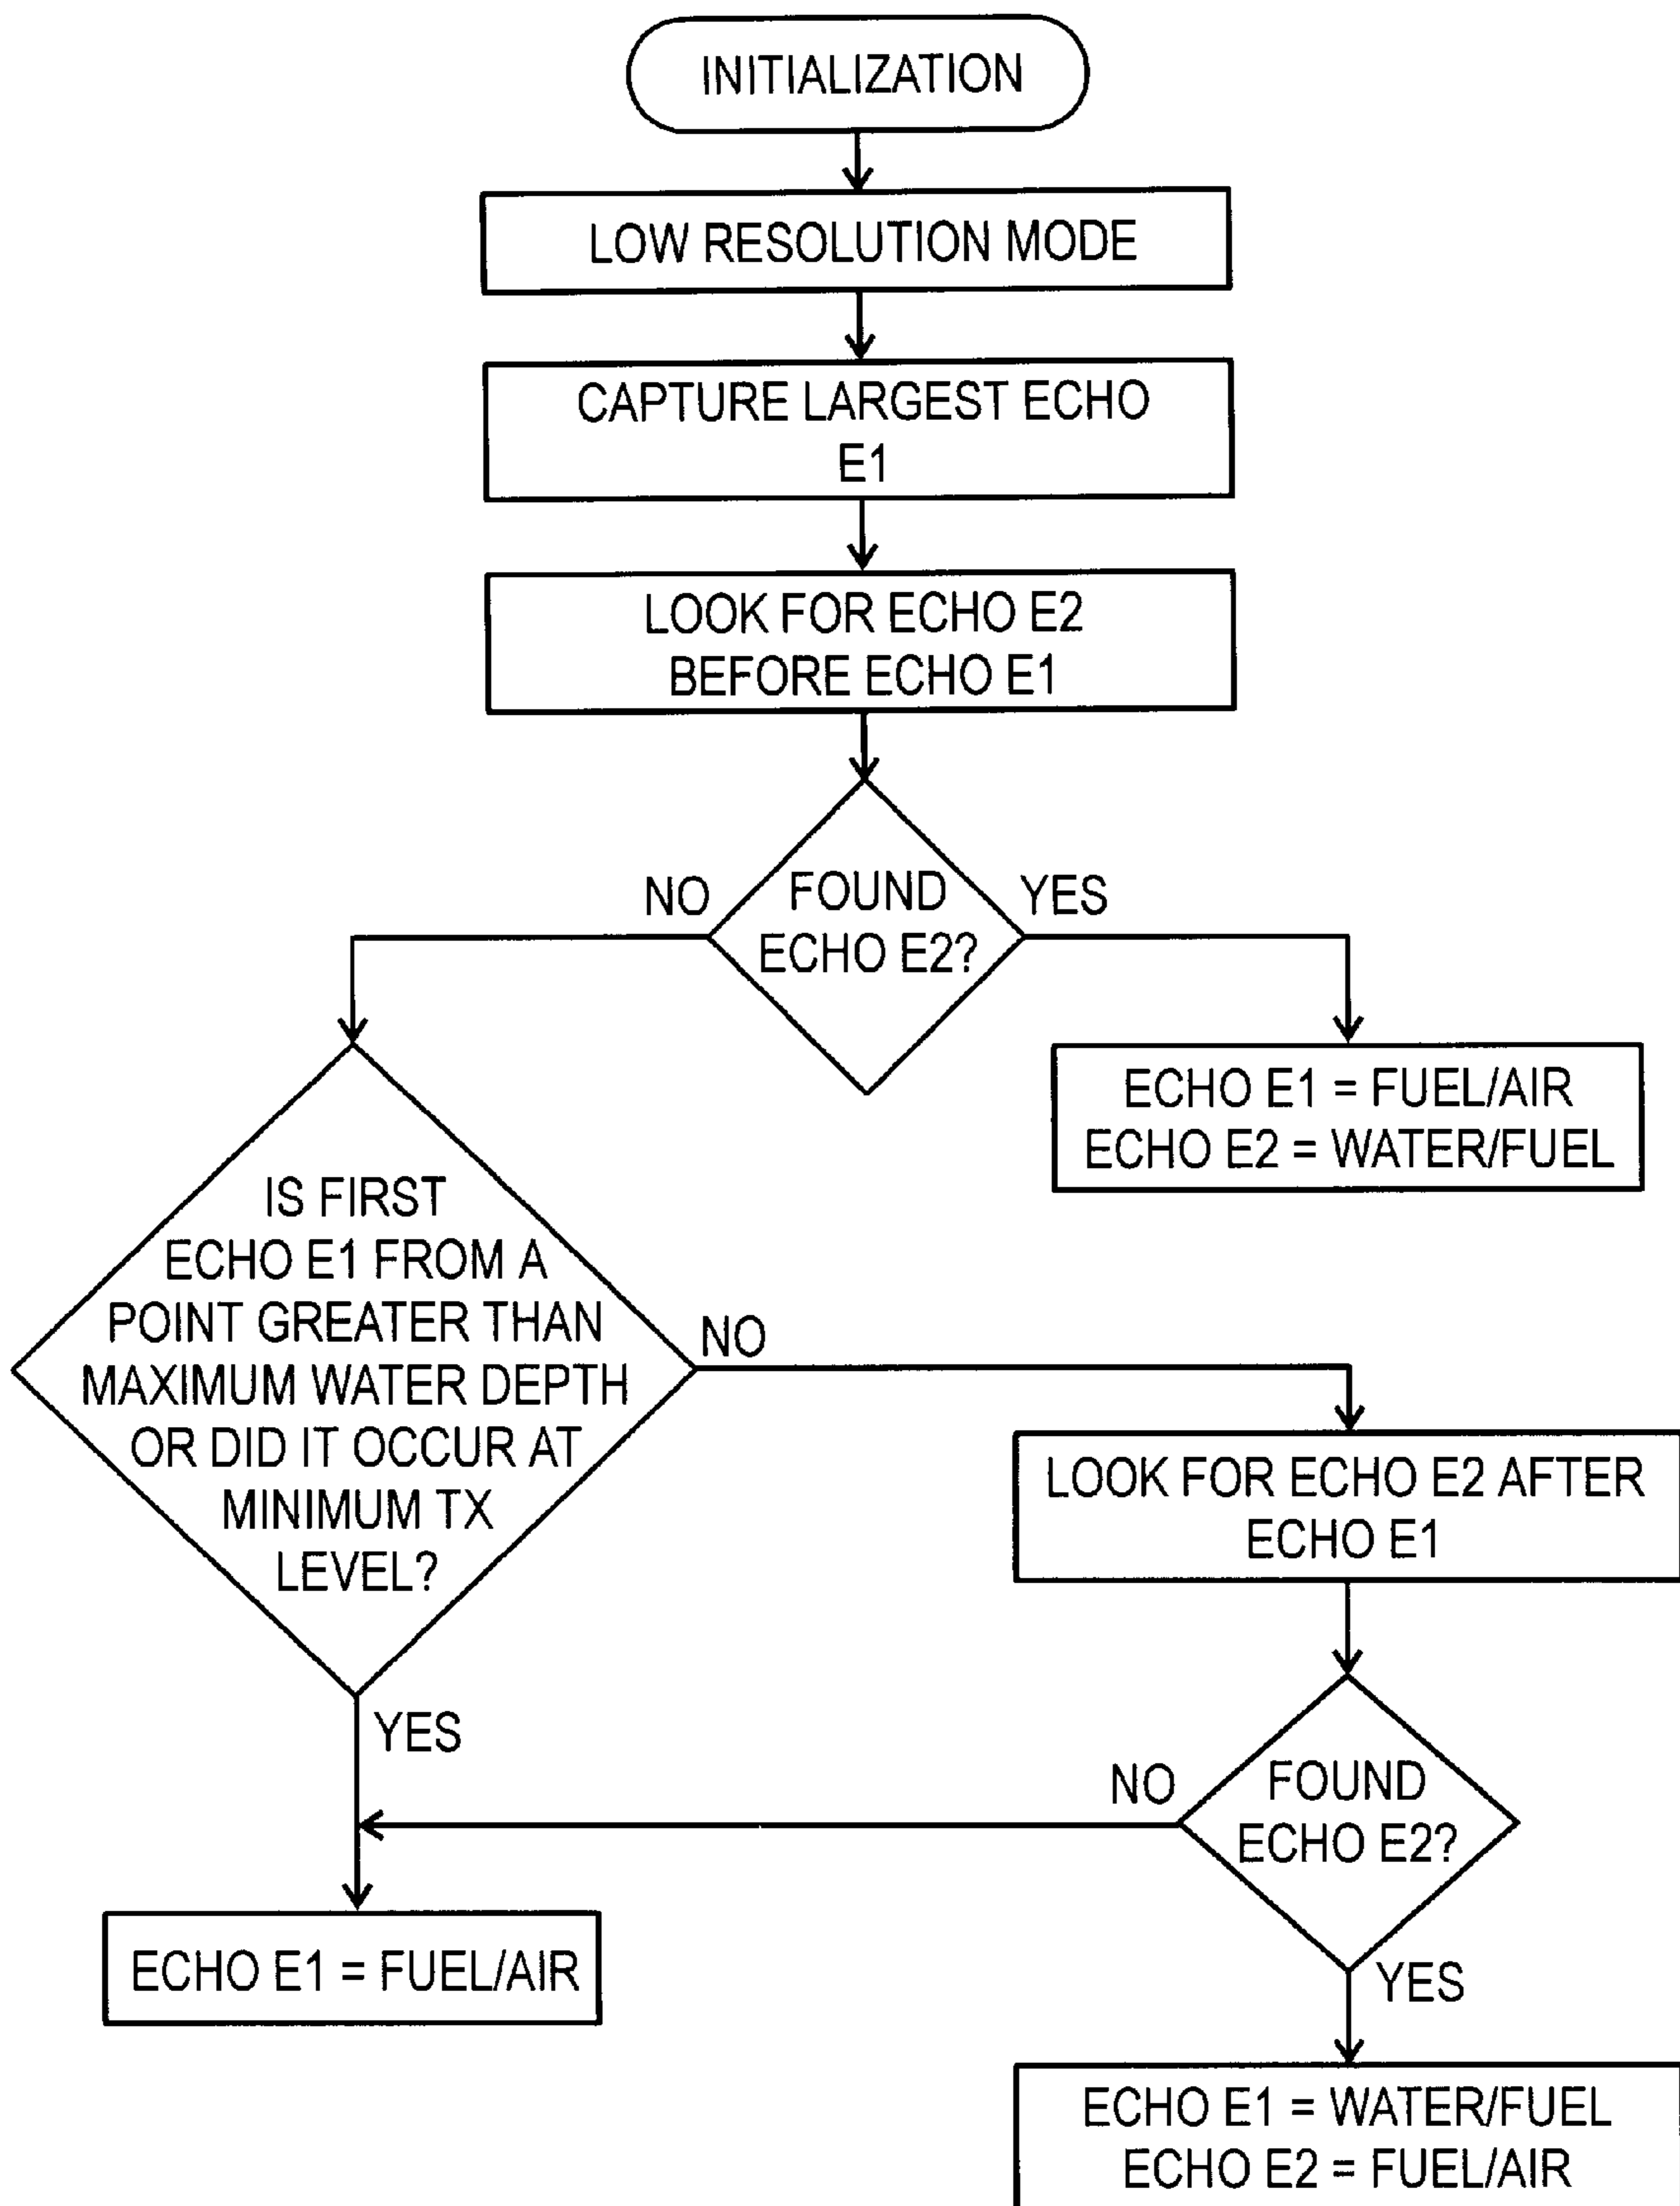 INITIALIZATION
LOW RESOLUTION MODE
CAPTURE LARGEST ECHO
E1
LOOK FOR ECHO E2
BEFORE ECHO E1
NO
FOUND
ECHO E2?
YES
ECHO E1 = FUEL/AIR
ECHO E2 = WATER/FUEL
IS FIRST
ECHO E1 FROM A
POINT GREATER THAN
MAXIMUM WATER DEPTH
OR DID IT OCCUR AT
MINIMUM TX
LEVEL?
NO
LOOK FOR ECHO E2 AFTER
ECHO E1
YES
NO
FOUND
ECHO E2?
ECHO E1 = FUEL/AIR
YES
ECHO E1 = WATER/FUEL
ECHO E2 = FUEL/AIR